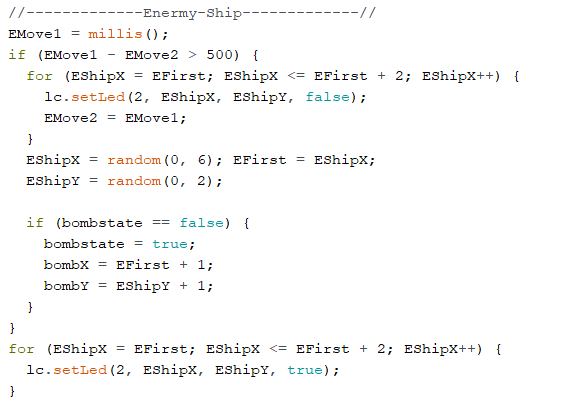 //-------------Enermy-Ship-------------//
EMove1 = millis();
if (EMove1 - EMove2 > 500) {
  for (EShipX = EFirst; EShipX <= EFirst + 2; EShipX++) {
    lc.setLed(2, EShipX, EShipY, false);
    EMove2 = EMove1;
  }
  EShipX = random(0, 6); EFirst = EShipX;
  EShipY = random(0, 2);

  if (bombstate == false) {
    bombstate = true;
    bombX = EFirst + 1;
    bombY = EShipY + 1;
  }
}
for (EShipX = EFirst; EShipX <= EFirst + 2; EShipX++) {
  lc.setLed(2, EShipX, EShipY, true);
}